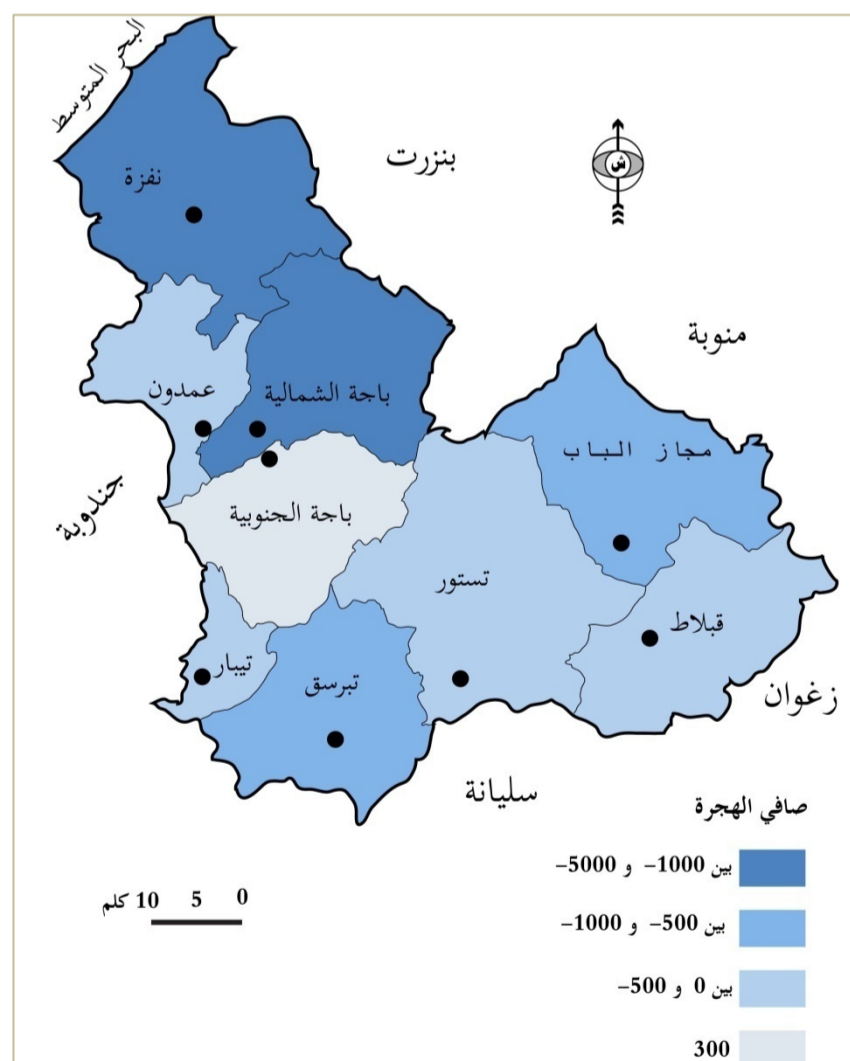 البحر المتوسط
بنزرت
ش
نفزة
منوبة
عمدون
باجة الشمالية
مجاز الباب
جندوبة
باجة الجنوبية
تستور
قبلاط
تيبار
تبرسق
زغوان
سليانة
صافي الهجرة
بين 1000– و 5000–
بين 500– و 1000–
بين 0 و 500–
300
0 5 10 كلم